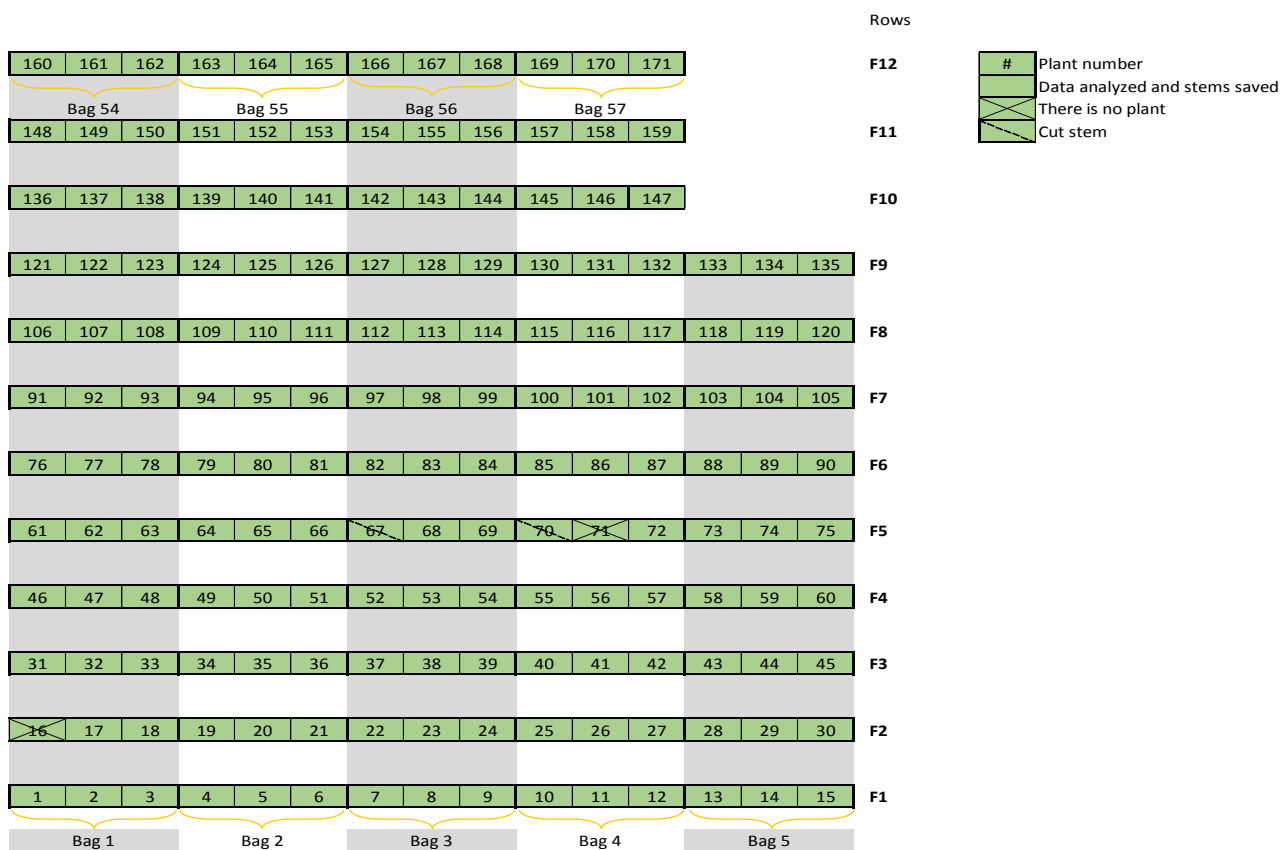 Rows
160 161 162 163 164 165 166 167 168 169 170 171 F12
# Plant number
Data analyzed and stems saved
There is no plant
Cut stem
Bag 54 Bag 55 Bag 56 Bag 57
148 149 150 151 152 153 154 155 156 157 158 159 F11
136 137 138 139 140 141 142 143 144 145 146 147 F10
121 122 123 124 125 126 127 128 129 130 131 132 133 134 135 F9
106 107 108 109 110 111 112 113 114 115 116 117 118 119 120 F8
91 92 93 94 95 96 97 98 99 100 101 102 103 104 105 F7
76 77 78 79 80 81 82 83 84 85 86 87 88 89 90 F6
61 62 63 64 65 66 67 68 69 70 71 72 73 74 75 F5
46 47 48 49 50 51 52 53 54 55 56 57 58 59 60 F4
31 32 33 34 35 36 37 38 39 40 41 42 43 44 45 F3
16 17 18 19 20 21 22 23 24 25 26 27 28 29 30 F2
1 2 3 4 5 6 7 8 9 10 11 12 13 14 15 F1
Bag 1 Bag 2 Bag 3 Bag 4 Bag 5